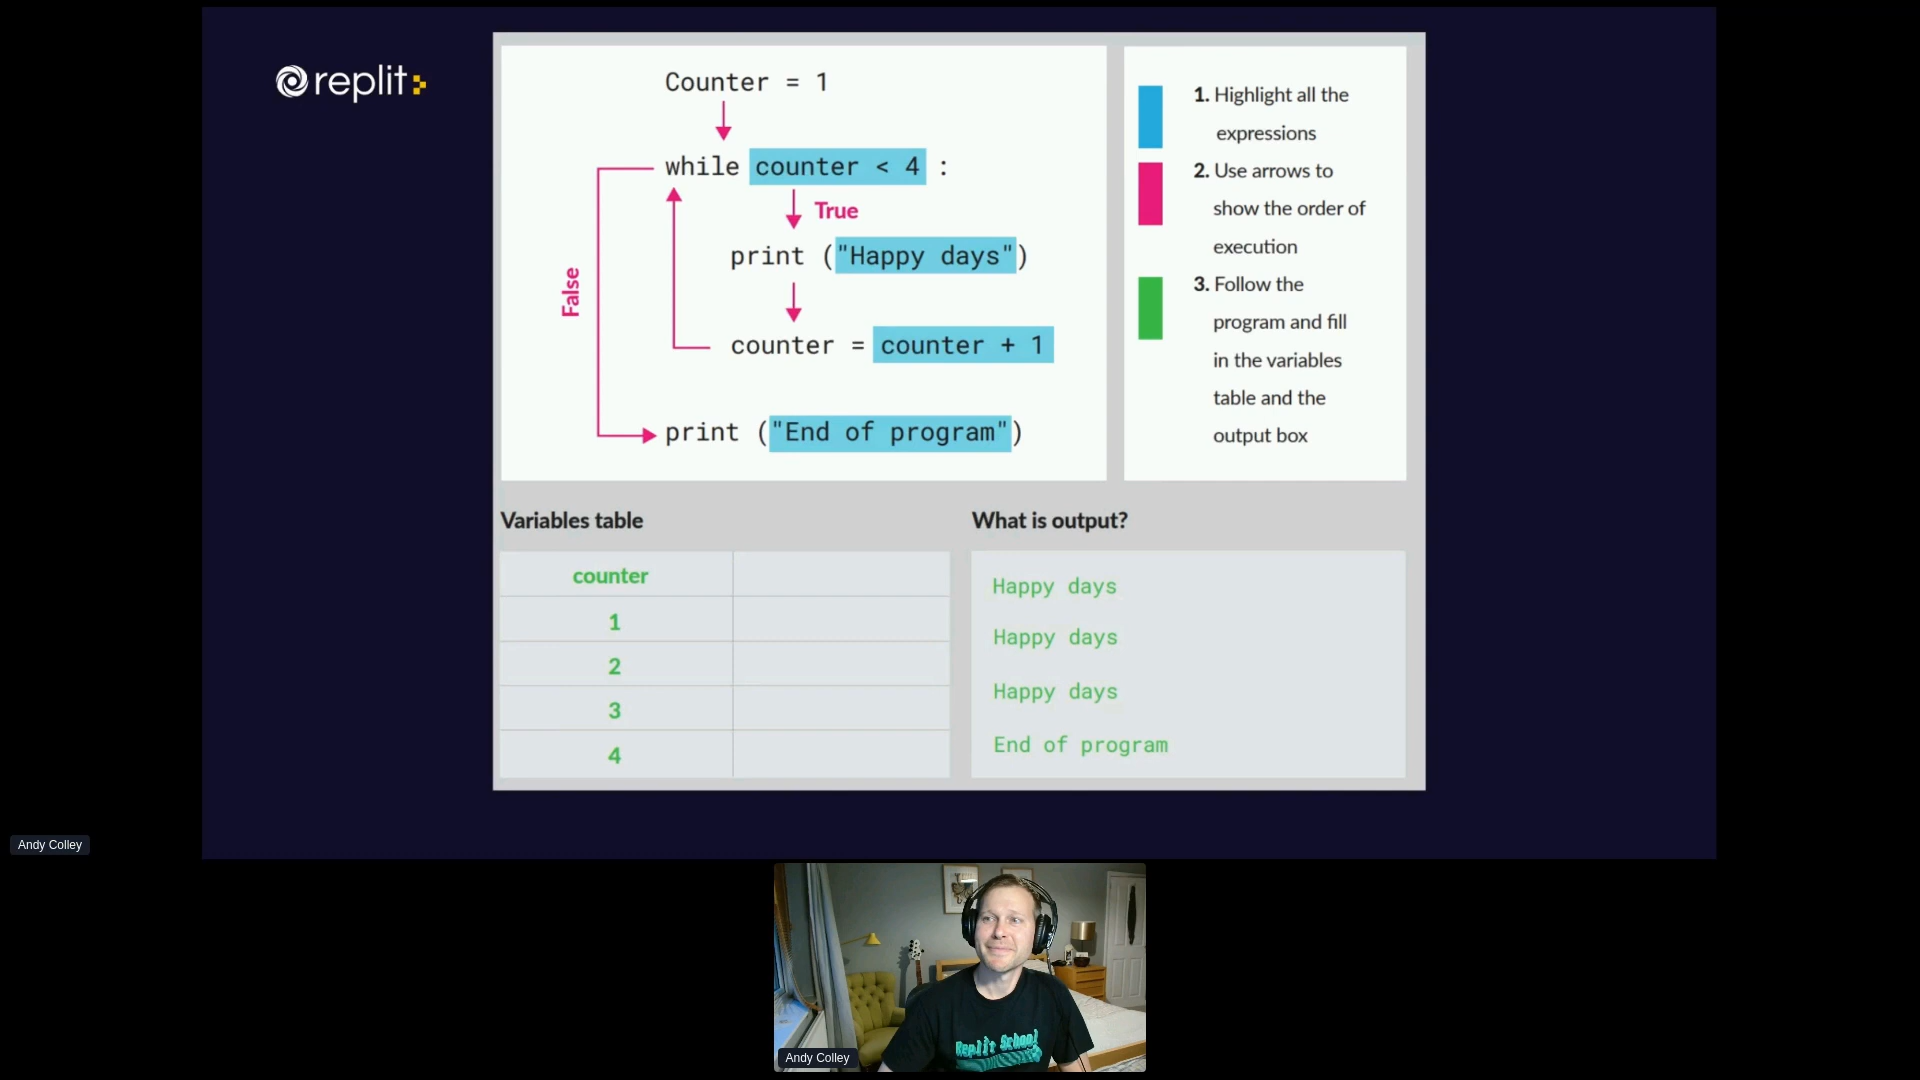 replit
Counter = 1
while counter < 4 :
True
print ("Happy days")
False
counter = counter + 1
print ("End of program")
1. Highlight all the
expressions
2. Use arrows to
show the order of
execution
3. Follow the
program and fill
in the variables
table and the
output box
Variables table
counter
1
2
3
4
What is output?
Happy days
Happy days
Happy days
End of program
Andy Colley
Replit School
Andy Colley